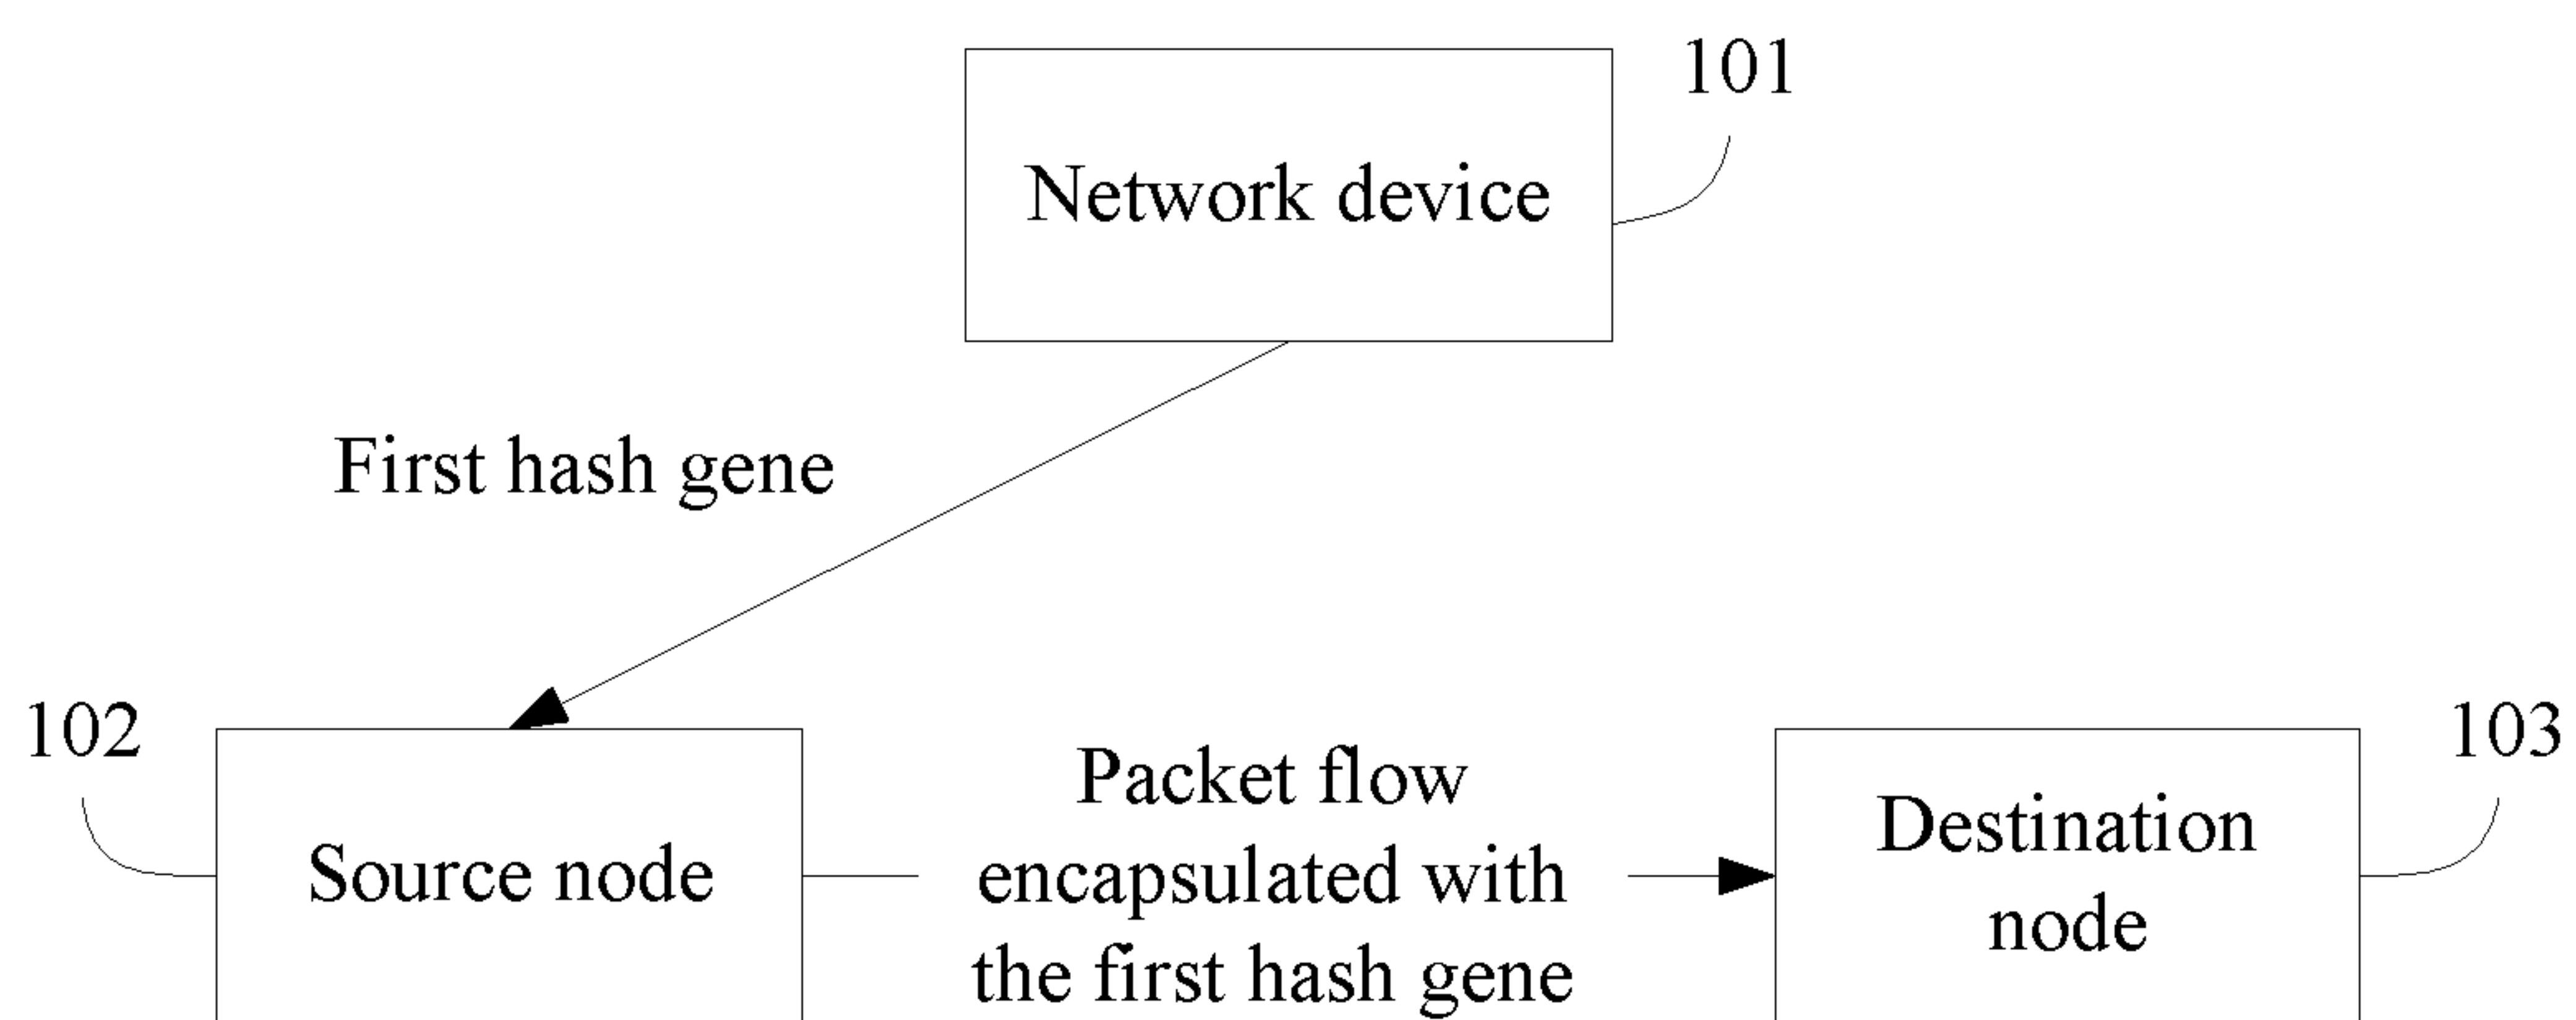 101
Network device
First hash gene
102
103
Source node
Packet flow
encapsulated with
the first hash gene
Destination
node